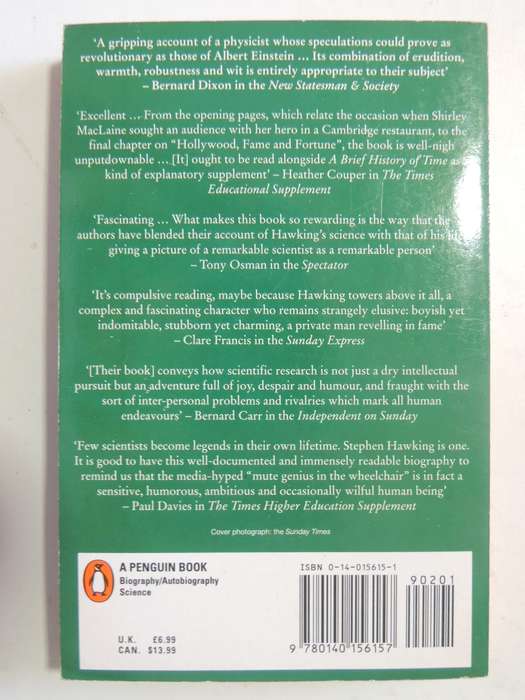 ‘A gripping account of a physicist whose speculations could prove as
revolutionary as those of Albert Einstein … Its combination of erudition,
warmth, robustness and wit is entirely appropriate to their subject’
– Bernard Dixon in the New Statesman & Society
‘Excellent … From the opening pages, which relate the occasion when Shirley
MacLaine sought an audience with her hero in a Cambridge restaurant, to the
final chapter on “Hollywood, Fame and Fortune”, the book is well-nigh
unputdownable … [It] ought to be read alongside A Brief History of Time as a
kind of explanatory supplement’ – Heather Couper in The Times
Educational Supplement
‘Fascinating … What makes this book so rewarding is the way that the
authors have blended their account of Hawking’s science with that of his life,
giving a picture of a remarkable scientist as a remarkable person’
– Tony Osman in the Spectator
‘It’s compulsive reading, maybe because Hawking towers above it all, a
complex and fascinating character who remains strangely elusive: boyish yet
indomitable, stubborn yet charming, a private man revelling in fame’
– Clare Francis in the Sunday Express
‘[Their book] conveys how scientific research is not just a dry intellectual
pursuit but an adventure full of joy, despair and humour, and fraught with the
sort of inter-personal problems and rivalries which mark all human
endeavours’ – Bernard Carr in the Independent on Sunday
‘Few scientists become legends in their own lifetime. Stephen Hawking is one.
It is good to have this well-documented and immensely readable biography to
remind us that the media-hyped “mute genius in the wheelchair” is in fact a
sensitive, humorous, ambitious and occasionally wilful human being’
– Paul Davies in The Times Higher Education Supplement
Cover photograph: the Sunday Times
A PENGUIN BOOK
Biography/Autobiography
Science
U.K. £6.99
CAN. $13.99
ISBN 0-14-015615-1
90201
9 780140 156157